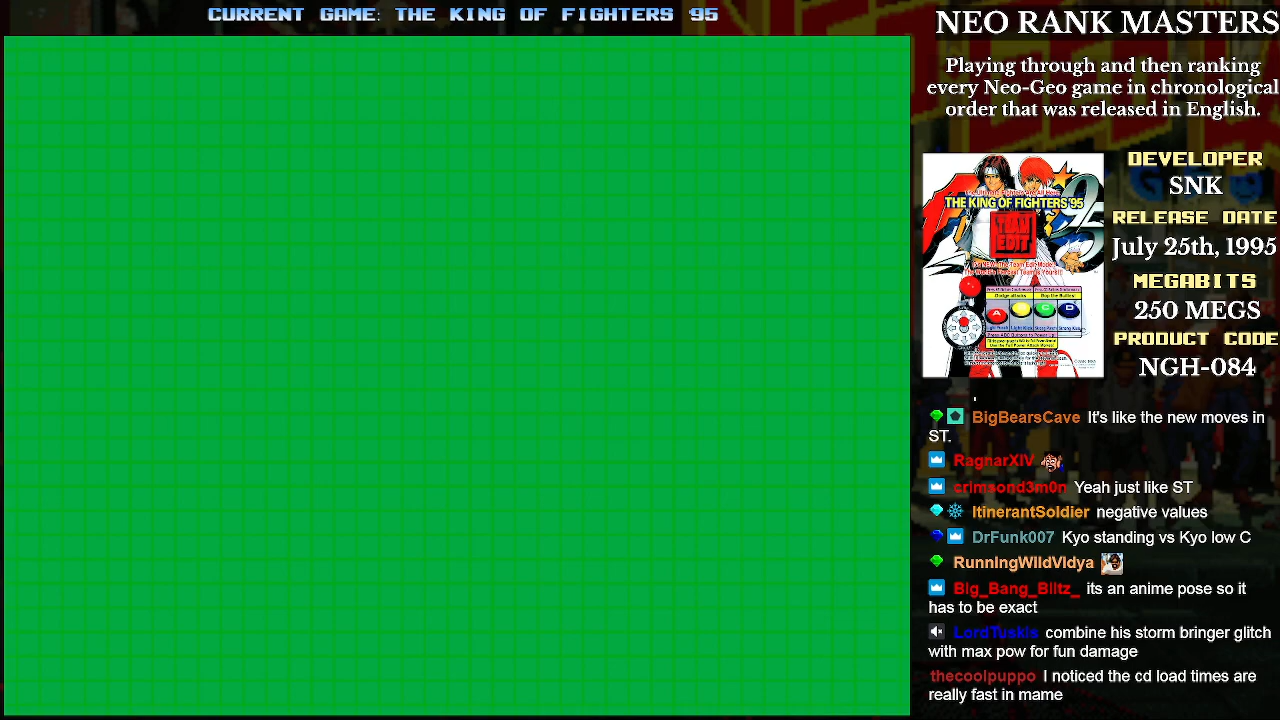 CURRENT GAME: THE KING OF FIGHTERS 95
NEO RANK MASTERS
Playing through and then ranking
every Neo-Geo game in chronological
order that was released in English.
THE KING OF FIGHTERS '95
TEAM
EDIT
A
C
D
DEVELOPER
SNK
RELEASE DATE
July 25th, 1995
MEGABITS
250 MEGS
PRODUCT CODE
NGH-084
BigBearsCave It's like the new moves in
ST.
RagnarXIV
crimsond3m0n Yeah just like ST
ItinerantSoldier negative values
DrFunk007 Kyo standing vs Kyo low C
RunningWildVidya
Big_Bang_Blitz_ its an anime pose so it
has to be exact
LordTuskis combine his storm bringer glitch
with max pow for fun damage
thecoolpuppo I noticed the cd load times are
really fast in mame